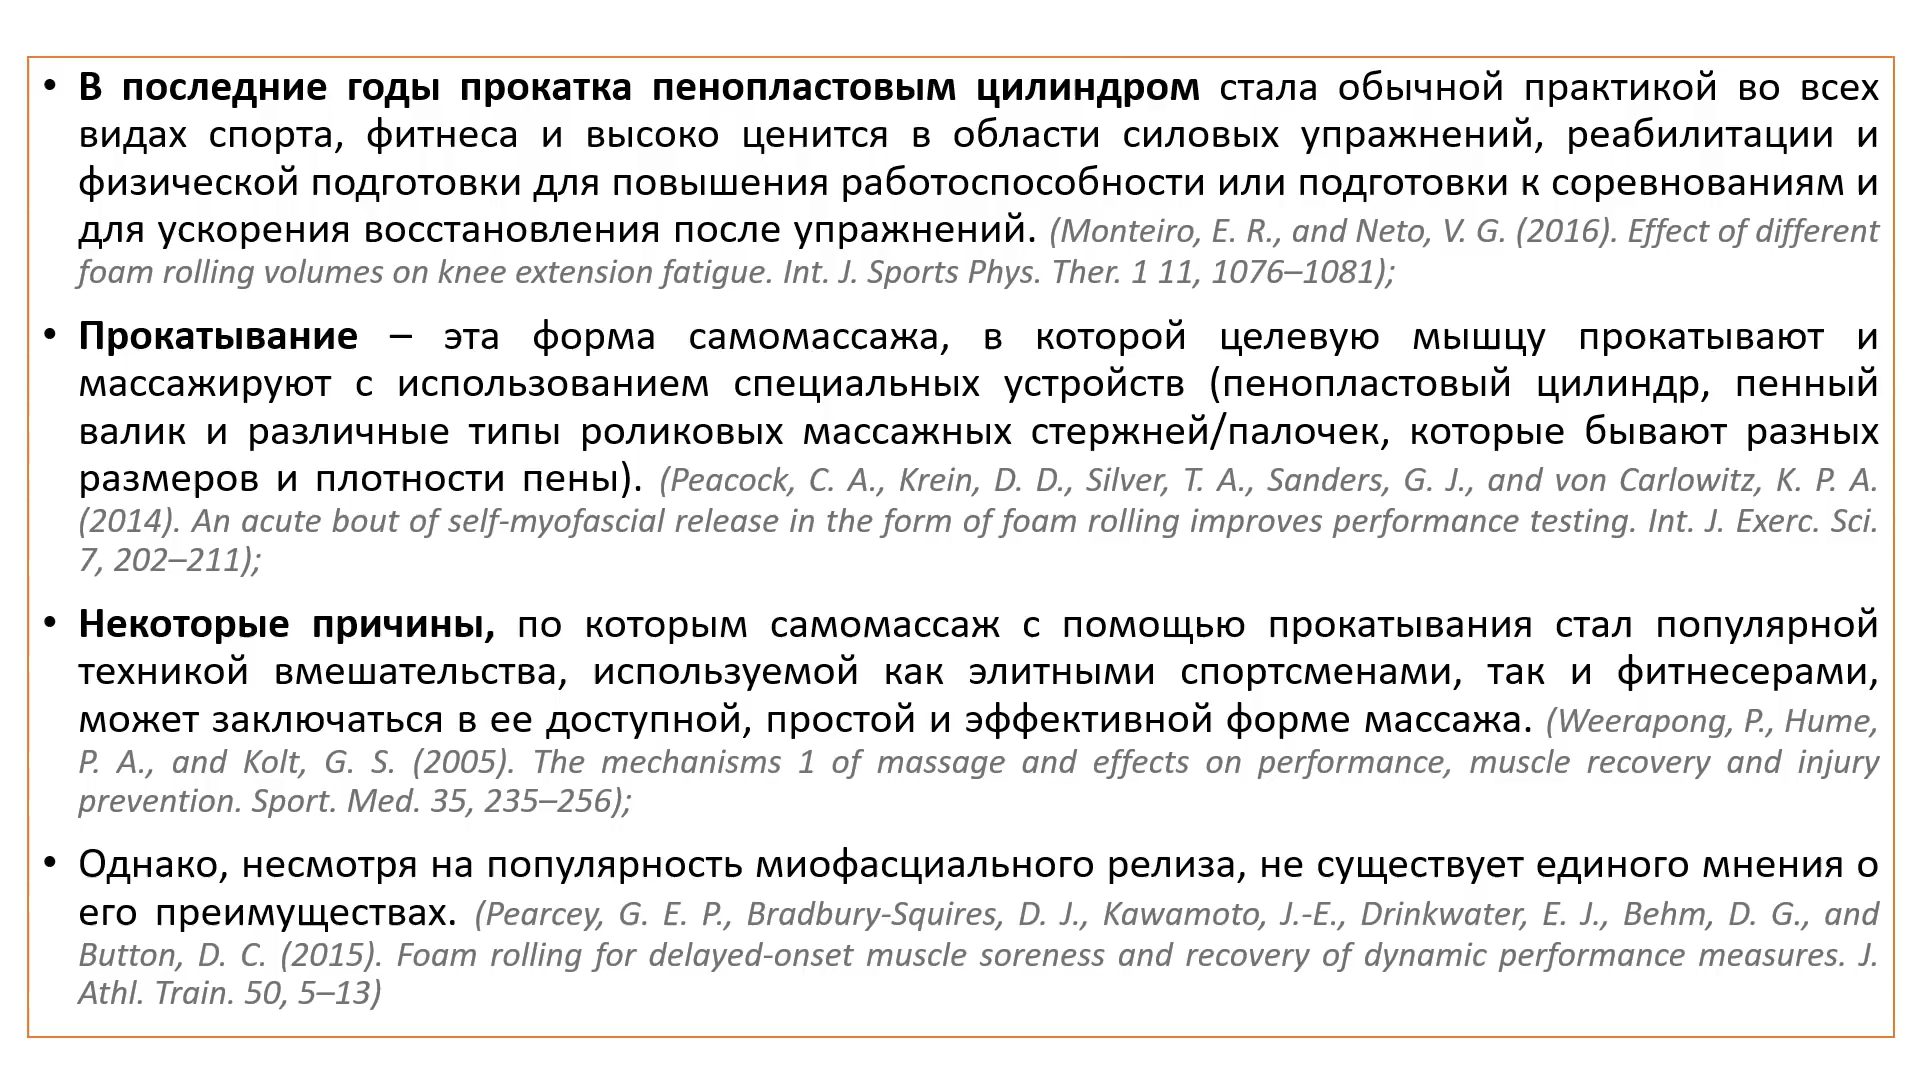 • В последние годы прокатка пенопластовым цилиндром стала обычной практикой во всех
видах спорта, фитнеса и высоко ценится в области силовых упражнений, реабилитации и
физической подготовки для повышения работоспособности или подготовки к соревнованиям и
для ускорения восстановления после упражнений. (Monteiro, E. R., and Neto, V. G. (2016). Effect of different
foam rolling volumes on knee extension fatigue. Int. J. Sports Phys. Ther. 1 11, 1076–1081);
• Прокатывание – эта форма самомассажа, в которой целевую мышцу прокатывают и
массажируют с использованием специальных устройств (пенопластовый цилиндр, пенный
валик и различные типы роликовых массажных стержней/палочек, которые бывают разных
размеров и плотности пены). (Peacock, C. A., Krein, D. D., Silver, T. A., Sanders, G. J., and von Carlowitz, K. P. A.
(2014). An acute bout of self-myofascial release in the form of foam rolling improves performance testing. Int. J. Exerc. Sci.
7, 202–211);
• Некоторые причины, по которым самомассаж с помощью прокатывания стал популярной
техникой вмешательства, используемой как элитными спортсменами, так и фитнесерами,
может заключаться в ее доступной, простой и эффективной форме массажа. (Weerapong, P., Hume,
P. A., and Kolt, G. S. (2005). The mechanisms 1 of massage and effects on performance, muscle recovery and injury
prevention. Sport. Med. 35, 235–256);
• Однако, несмотря на популярность миофасциального релиза, не существует единого мнения о
его преимуществах. (Pearcey, G. E. P., Bradbury-Squires, D. J., Kawamoto, J.-E., Drinkwater, E. J., Behm, D. G., and
Button, D. C. (2015). Foam rolling for delayed-onset muscle soreness and recovery of dynamic performance measures. J.
Athl. Train. 50, 5–13)